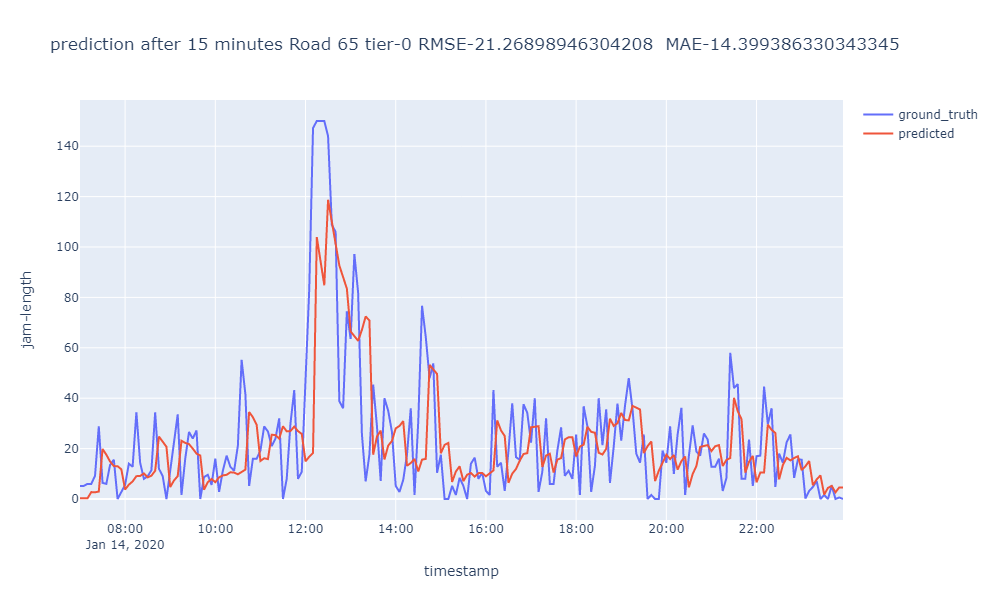 prediction after 15 minutes Road 65 tier-0 RMSE-21.26898946304208  MAE-14.399386330343345
ground_truth
predicted
140
120
100
80
60
40
20
0
jam-length
08:00 10:00 12:00 14:00 16:00 18:00 20:00 22:00
Jan 14, 2020
timestamp